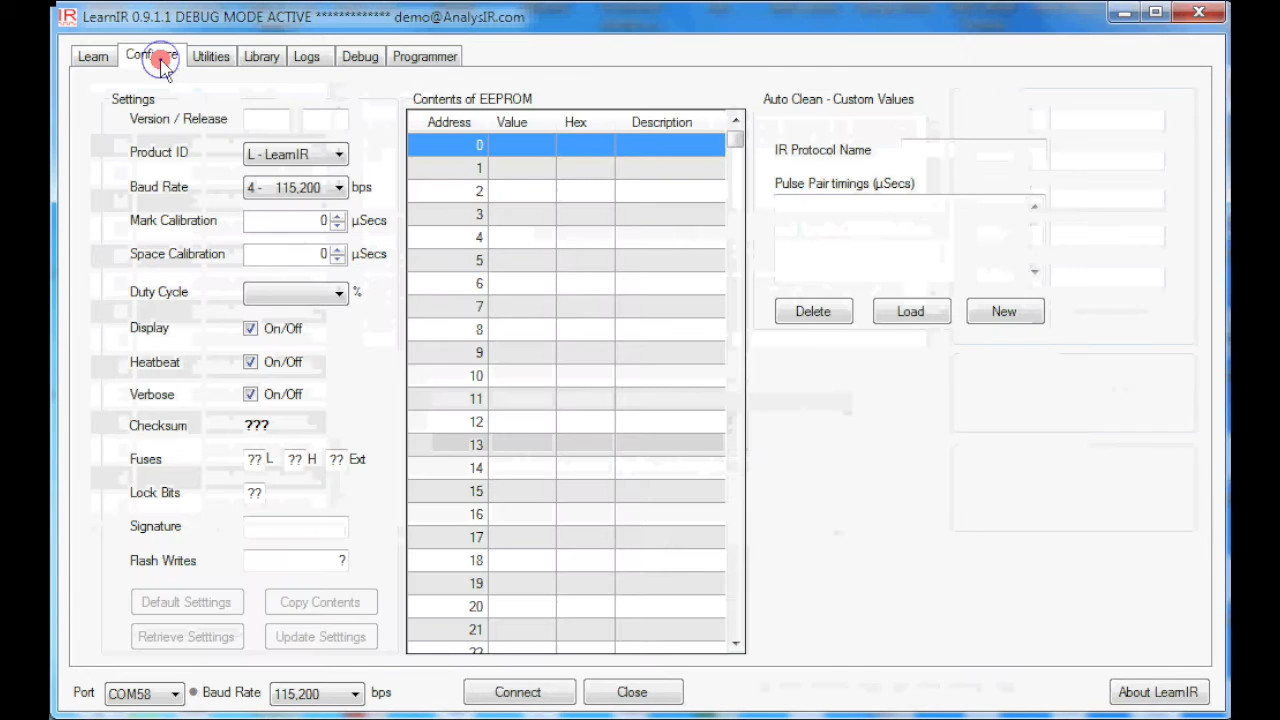 IR LearnIR 0.9.1.1 DEBUG MODE ACTIVE ************* demo@AnalysIR.com
Learn Utilities Library Logs Debug Programmer
Settings
Version / Release
Product ID L - LearnIR
Baud Rate 4 - 115,200 bps
Mark Calibration 0 µSecs
Space Calibration 0 µSecs
Duty Cycle %
Display On/Off
Heatbeat On/Off
Verbose On/Off
Checksum ???
Fuses ?? L ?? H ?? Ext
Lock Bits ??
Signature
Flash Writes ?
Default Setttings Copy Contents
Retrieve Setttings Update Setttings
Contents of EEPROM
Address Value Hex Description
0
1
2
3
4
5
6
7
8
9
10
11
12
13
14
15
16
17
18
19
20
21
22
Auto Clean - Custom Values
IR Protocol Name
Pulse Pair timings (µSecs)
Delete Load New
Port COM58 Baud Rate 115,200 bps Connect Close About LearnIR